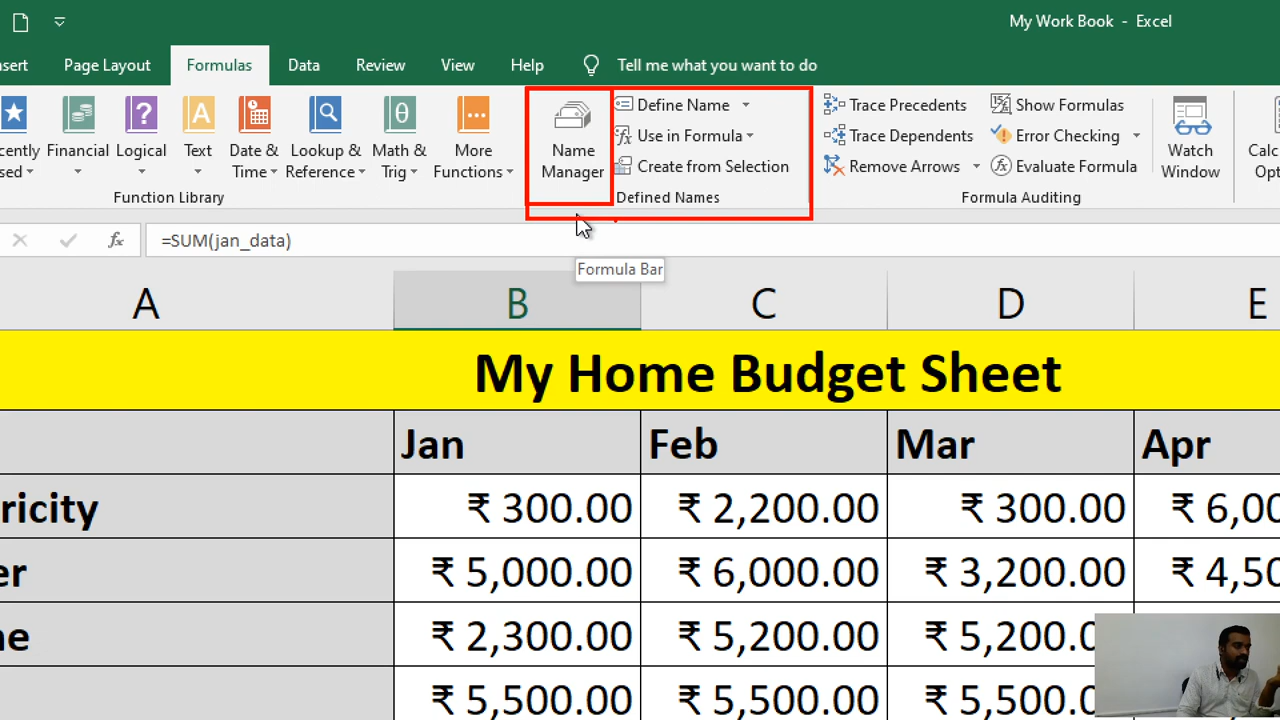 My Work Book - Excel
nsert Page Layout Formulas Data Review View Help Tell me what you want to do
cently sed
Financial
Logical
Text
Date & Time
Lookup & Reference
Math & Trig
More Functions
Function Library
Name Manager
Define Name
Use in Formula
Create from Selection
Defined Names
Trace Precedents
Trace Dependents
Remove Arrows
Show Formulas
Error Checking
Evaluate Formula
Formula Auditing
Watch Window
Calc Opt
fx =SUM(jan_data)
Formula Bar
A B C D E
My Home Budget Sheet
Jan Feb Mar Apr
ricity ₹ 300.00 ₹ 2,200.00 ₹ 300.00 ₹ 6,00
er ₹ 5,000.00 ₹ 6,000.00 ₹ 3,200.00 ₹ 4,50
ne ₹ 2,300.00 ₹ 5,200.00 ₹ 5,200.0
₹ 5,500.00 ₹ 5,500.00 ₹ 5,500.0